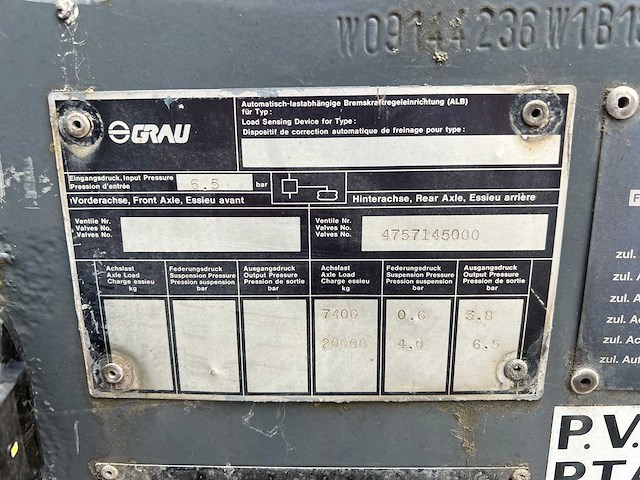 W09144236W1B1
GRAU
Automatisch-lastabhängige Bremskraftregeleinrichtung (ALB)
für Typ:
Load Sensing Device for Type:
Dispositif de correction automatique de freinage pour type:
Eingangsdruck, Input Pressure
Pression d'entrée
6.5 bar
Vorderachse, Front Axle, Essieu avant
Hinterachse, Rear Axle, Essieu arrière
Ventile Nr.
Valves No.
Valves No.
Ventile Nr.
Valves No.
Valves No.
4757145000
Achslast
Axle Load
Charge essieu
kg
Federungsdruck
Suspension Pressure
Pression suspension
bar
Ausgangsdruck
Output Pressure
Pression de sortie
bar
Achslast
Axle Load
Charge essieu
kg
Federungsdruck
Suspension Pressure
Pression suspension
bar
Ausgangsdruck
Output Pressure
Pression de sortie
bar
7400 0.6 3.8
20000 4.0 6.5
F
zul.
zul. A
zul. A
zul. Ac
zul. Ac
zul. Auf
P.V.
PTA